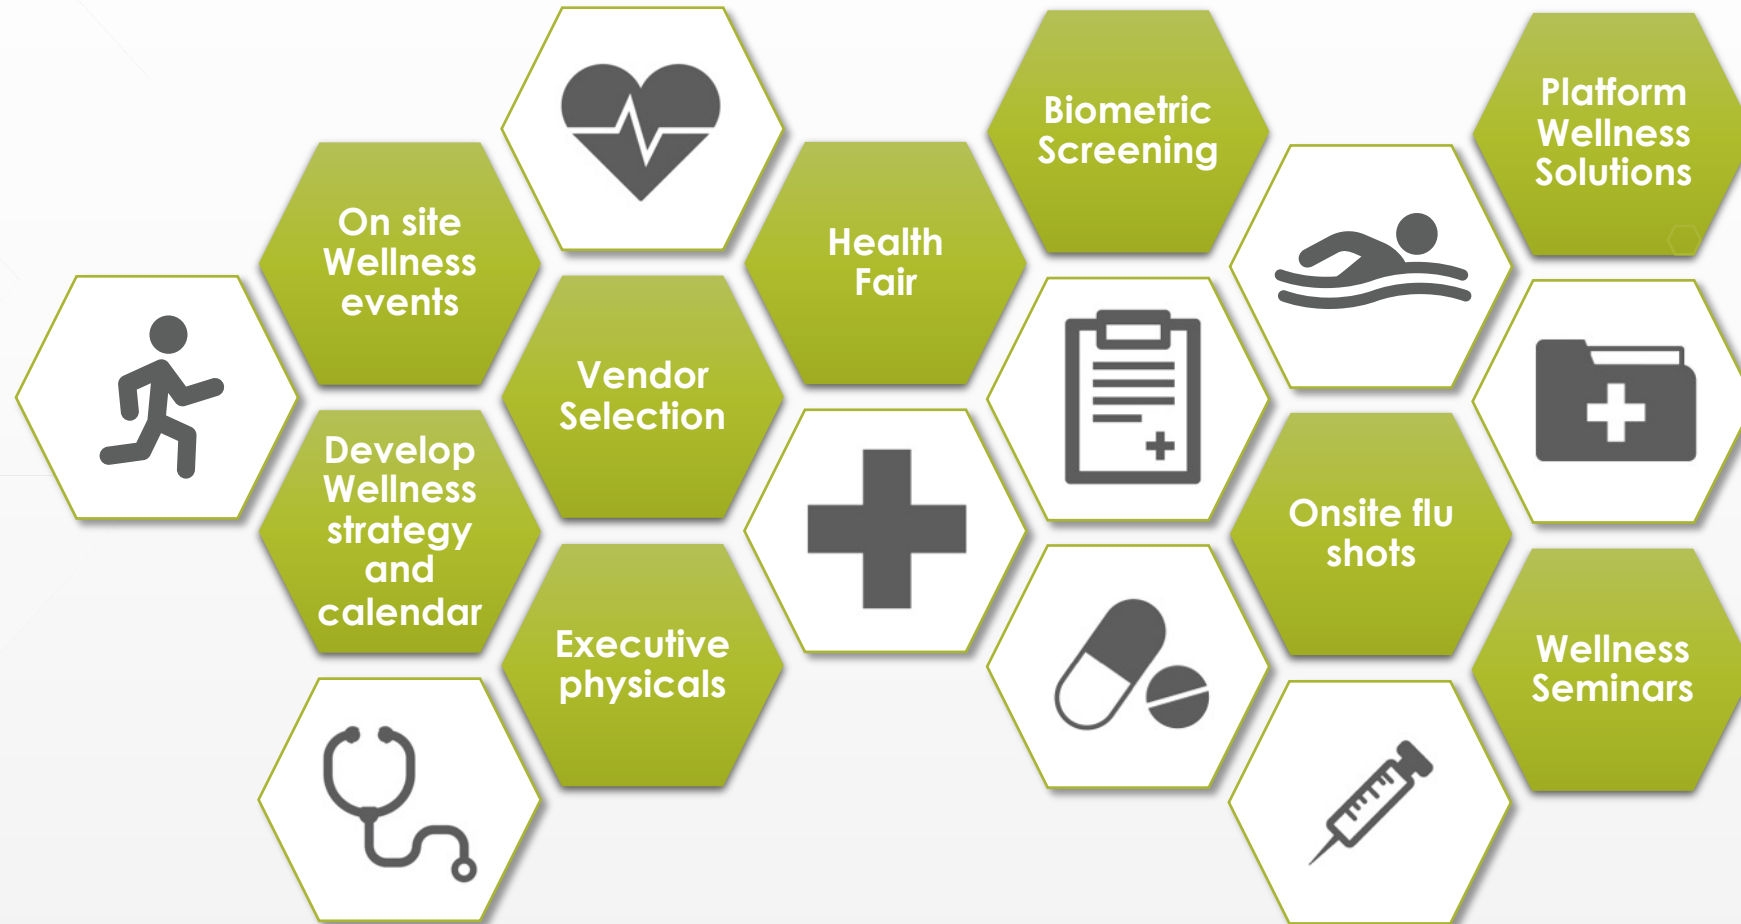 On site
Wellness
events
Develop
Wellness
strategy
and
calendar
Vendor
Selection
Executive
physicals
Health
Fair
Biometric
Screening
Onsite flu
shots
Platform
Wellness
Solutions
Wellness
Seminars